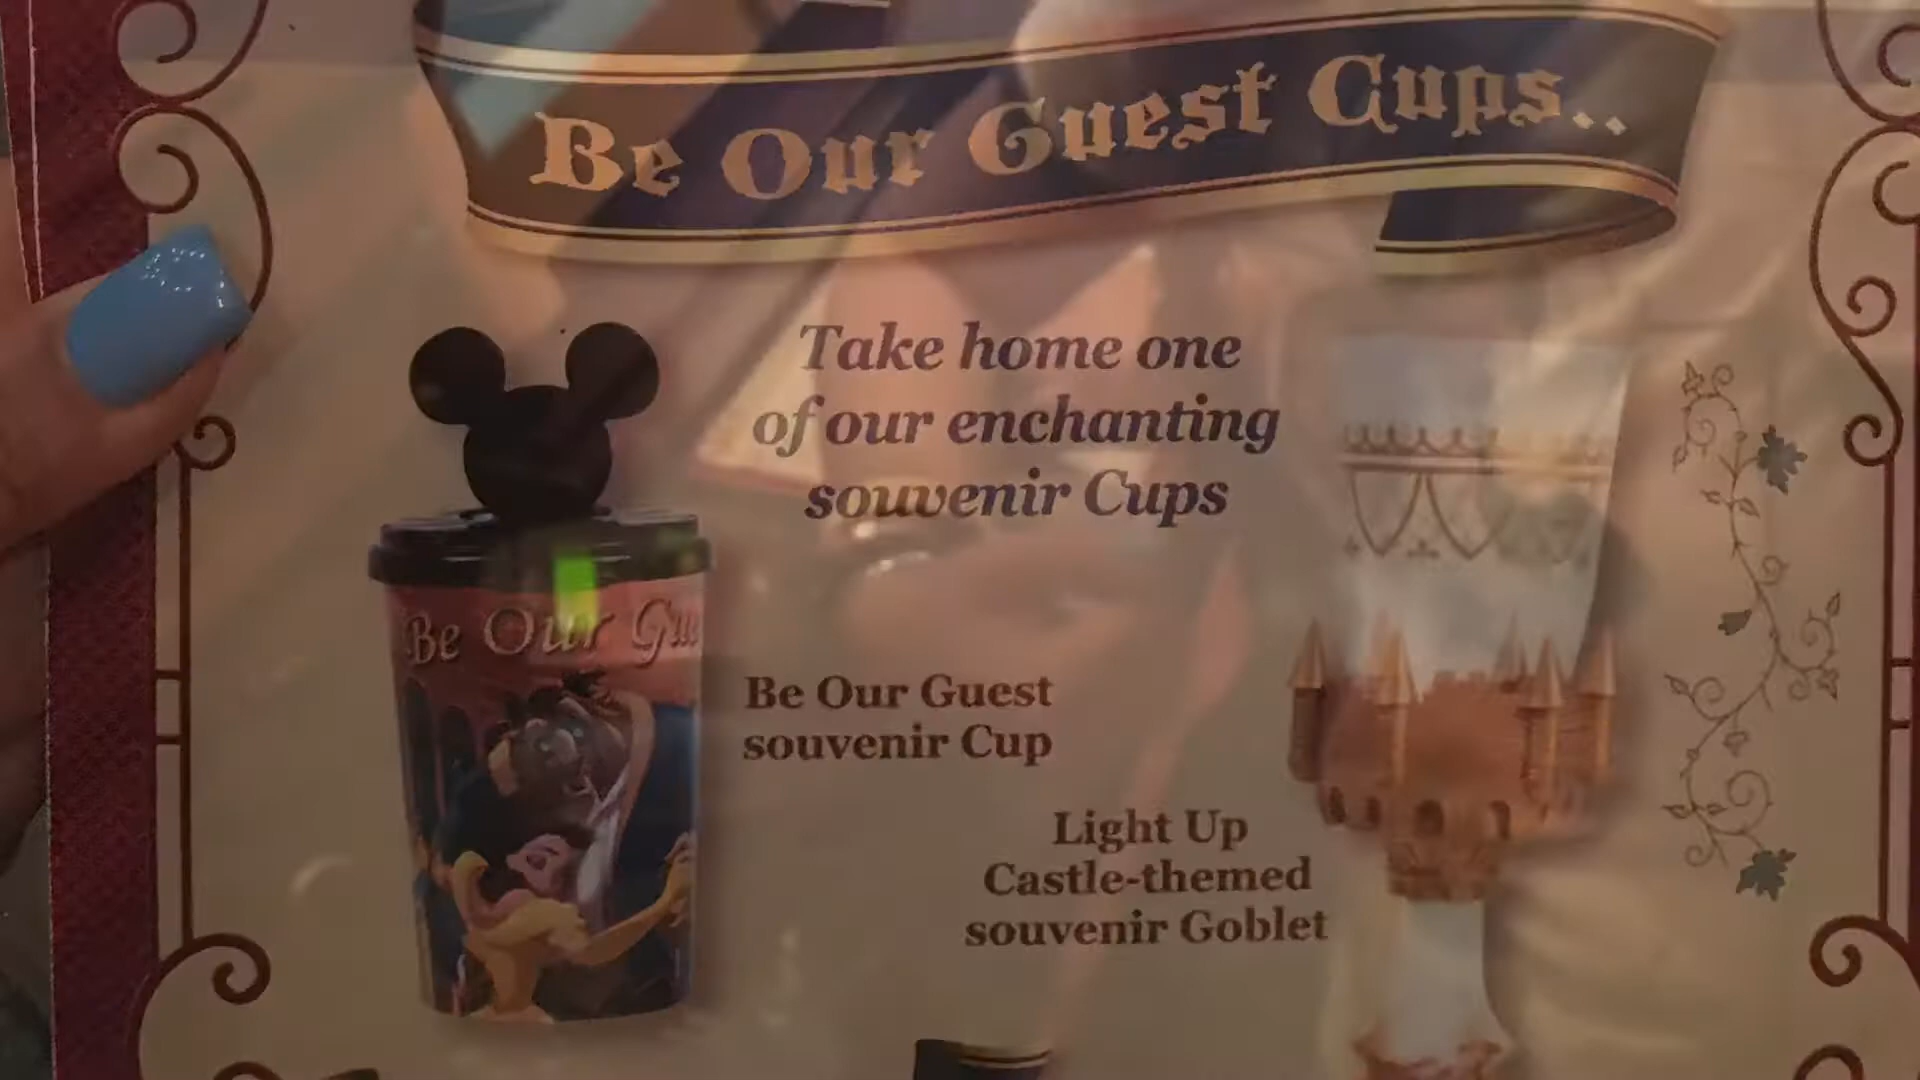 Be Our Guest Cups..
Take home one
of our enchanting
souvenir Cups
Be Our Gue
Be Our Guest
souvenir Cup
Light Up
Castle-themed
souvenir Goblet